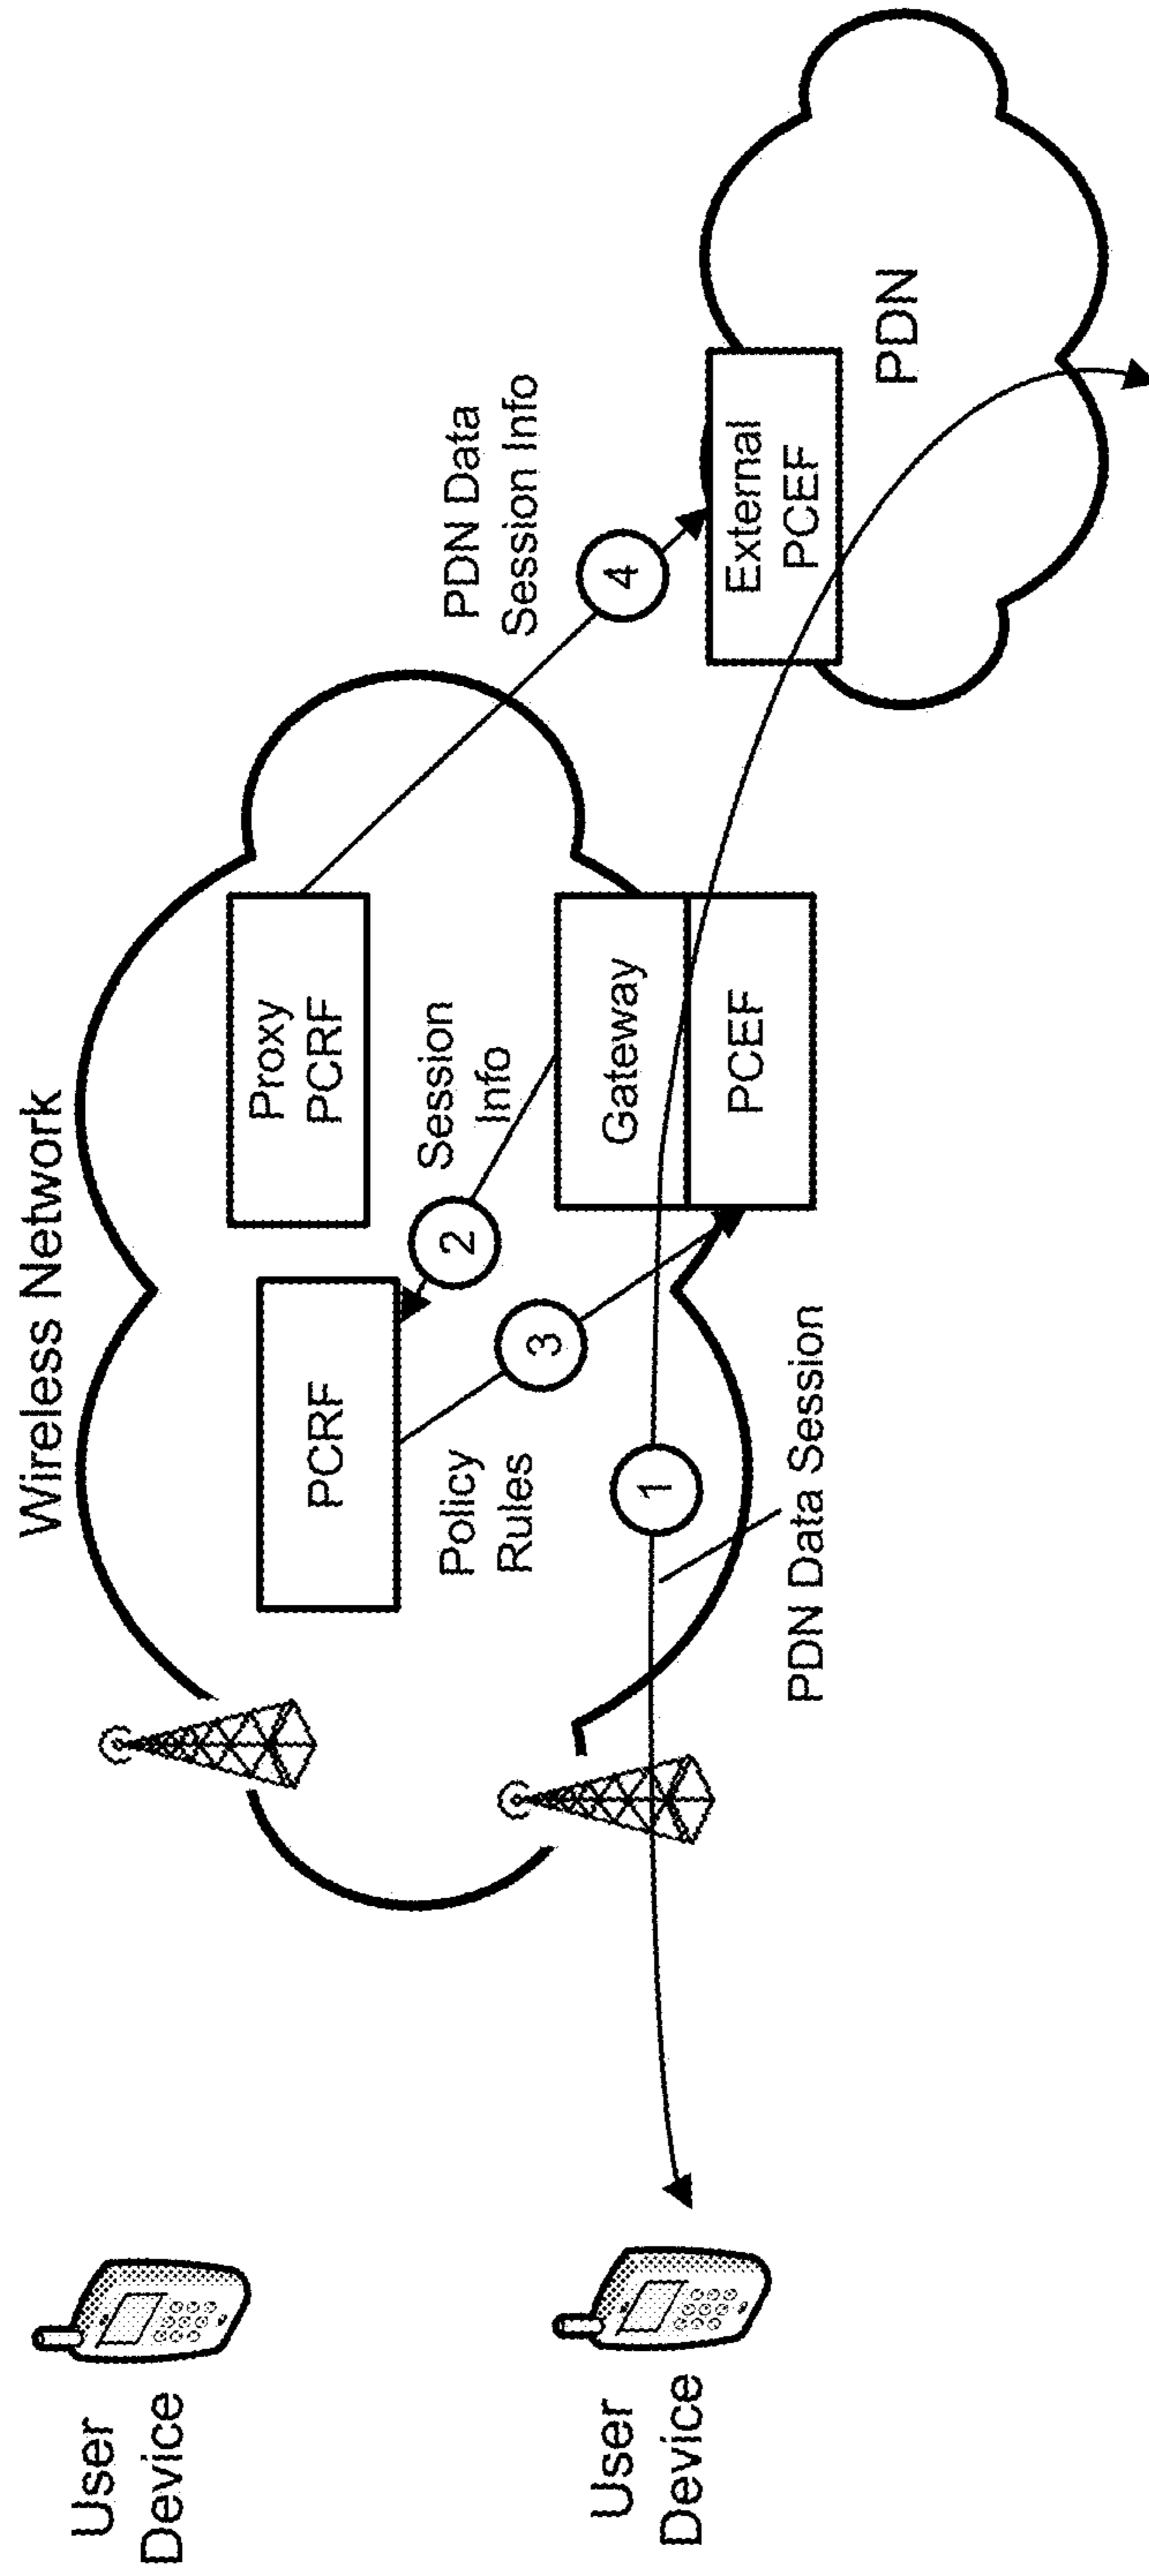 Wireless Network
User
Device
User
Device
PCRF
Proxy
PCRF
Policy
Rules
3
2
Session
Info
1
PDN Data Session
Gateway
PCEF
PDN Data
Session Info
4
External
PCEF
PDN